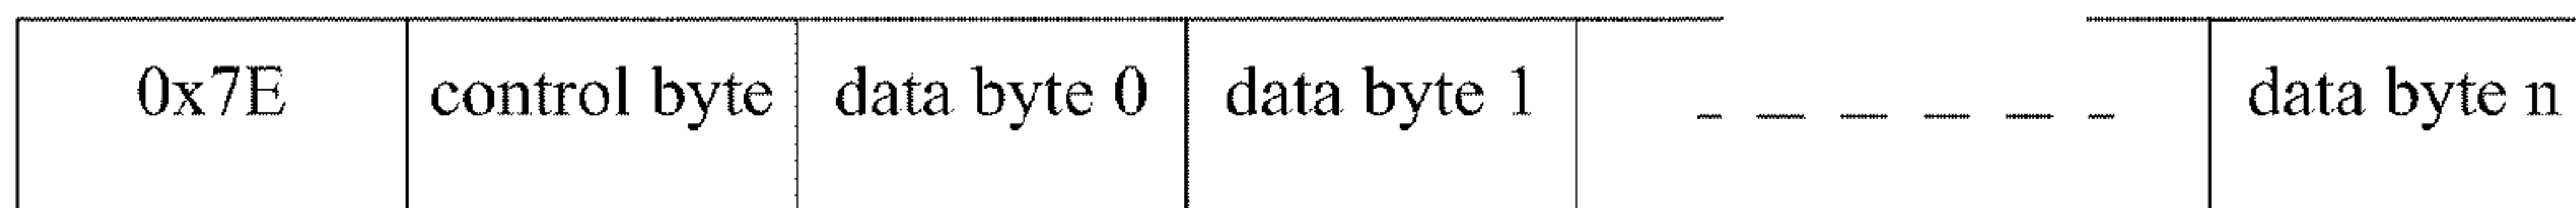 0x7E control byte data byte 0 data byte 1 _ _ _ _ _ _ data byte n